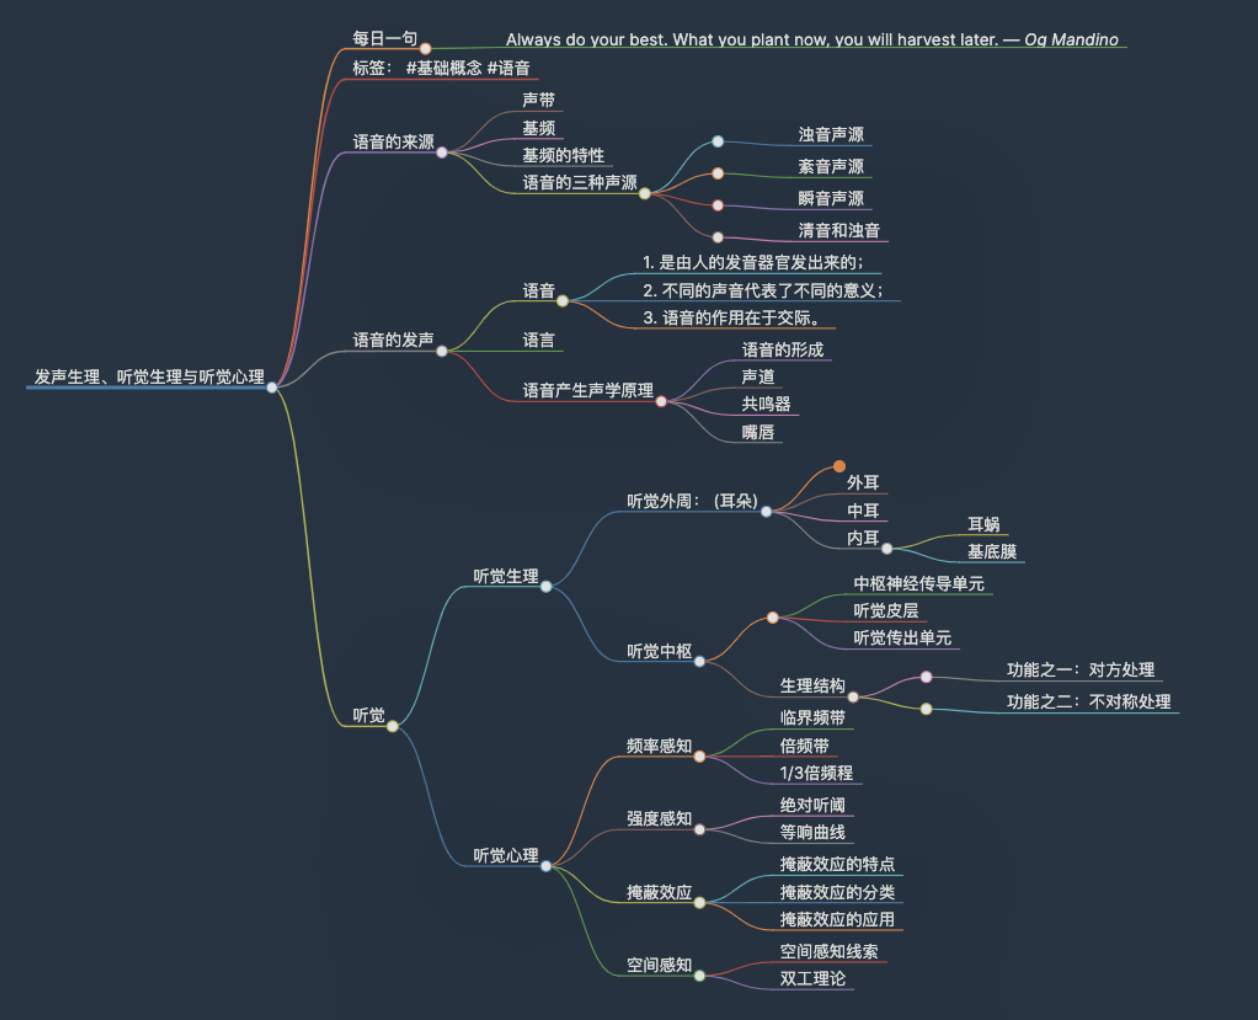 每日一句
Always do your best. What you plant now, you will harvest later. — Og Mandino
标签： #基础概念 #语音
语音的来源
声带
基频
基频的特性
语音的三种声源
浊音声源
紊音声源
瞬音声源
清音和浊音
语音的发声
语音
1. 是由人的发音器官发出来的；
2. 不同的声音代表了不同的意义；
3. 语音的作用在于交际。
语言
语音产生声学原理
语音的形成
声道
共鸣器
嘴唇
发声生理、听觉生理与听觉心理
听觉
听觉生理
听觉外周：（耳朵）
外耳
中耳
内耳
耳蜗
基底膜
听觉中枢
中枢神经传导单元
听觉皮层
听觉传出单元
生理结构
功能之一：对方处理
功能之二：不对称处理
听觉心理
频率感知
临界频带
倍频带
1/3倍频程
强度感知
绝对听阈
等响曲线
掩蔽效应
掩蔽效应的特点
掩蔽效应的分类
掩蔽效应的应用
空间感知
空间感知线索
双工理论